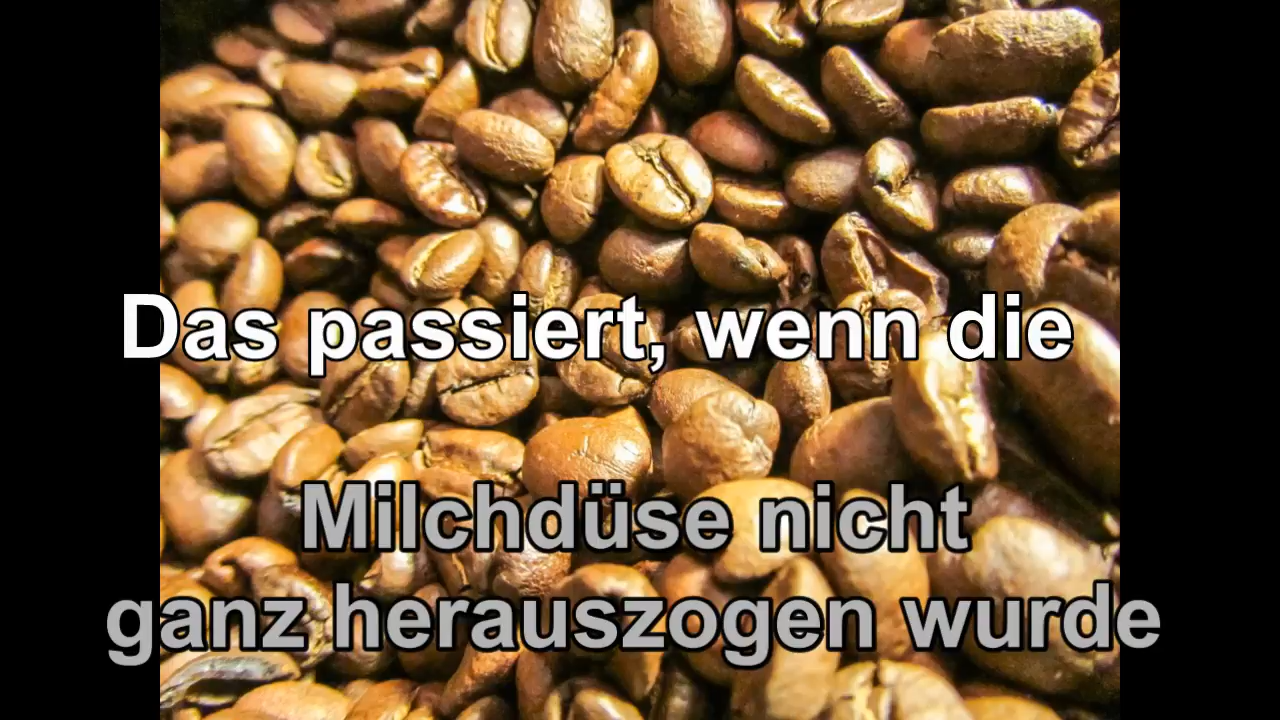 Das passiert, wenn die
Milchdüse nicht
ganz herauszogen wurde